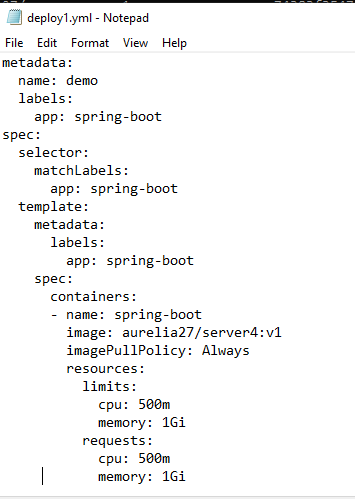 deploy1.yml - Notepad
File Edit Format View Help
metadata:
  name: demo
  labels:
    app: spring-boot
spec:
  selector:
    matchLabels:
      app: spring-boot
  template:
    metadata:
      labels:
        app: spring-boot
    spec:
      containers:
      - name: spring-boot
        image: aurelia27/server4:v1
        imagePullPolicy: Always
        resources:
          limits:
            cpu: 500m
            memory: 1Gi
          requests:
            cpu: 500m
            memory: 1Gi